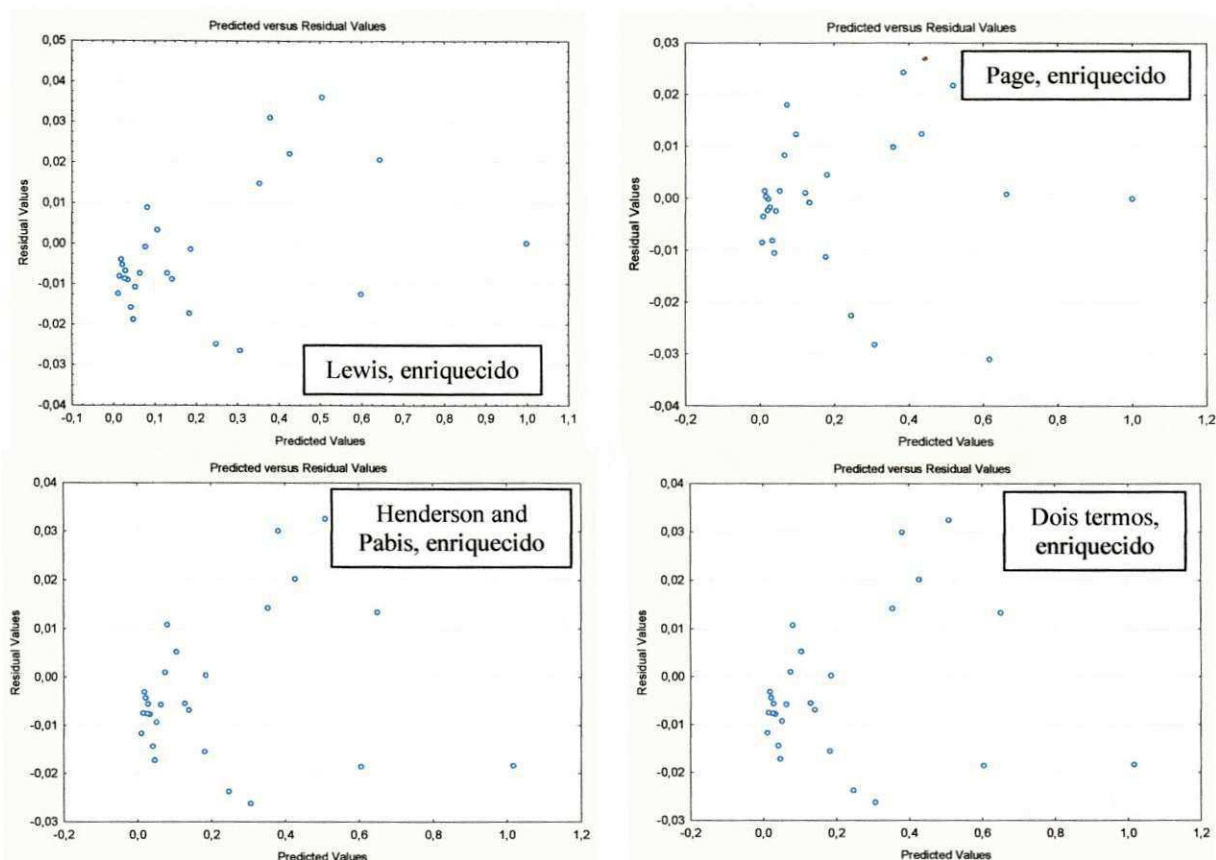 Predicted versus Residual Values
0,05
0,04
0,03
0,02
0,01
0,00
-0,01
-0,02
-0,03
-0,04
Residual Values
Lewis, enriquecido
-0,1 0,0 0,1 0,2 0,3 0,4 0,5 0,6 0,7 0,8 0,9 1,0 1,1
Predicted Values
Predicted versus Residual Values
0,03
0,02
0,01
0,00
-0,01
-0,02
-0,03
-0,04
Residual Values
Page, enriquecido
-0,2 0,0 0,2 0,4 0,6 0,8 1,0 1,2
Predicted Values
Predicted versus Residual Values
0,04
0,03
0,02
0,01
0,00
-0,01
-0,02
-0,03
Residual Values
Henderson and
Pabis, enriquecido
-0,2 0,0 0,2 0,4 0,6 0,8 1,0 1,2
Predicted Values
Predicted versus Residual Values
0,04
0,03
0,02
0,01
0,00
-0,01
-0,02
-0,03
Residual Values
Dois termos,
enriquecido
-0,2 0,0 0,2 0,4 0,6 0,8 1,0 1,2
Predicted Values